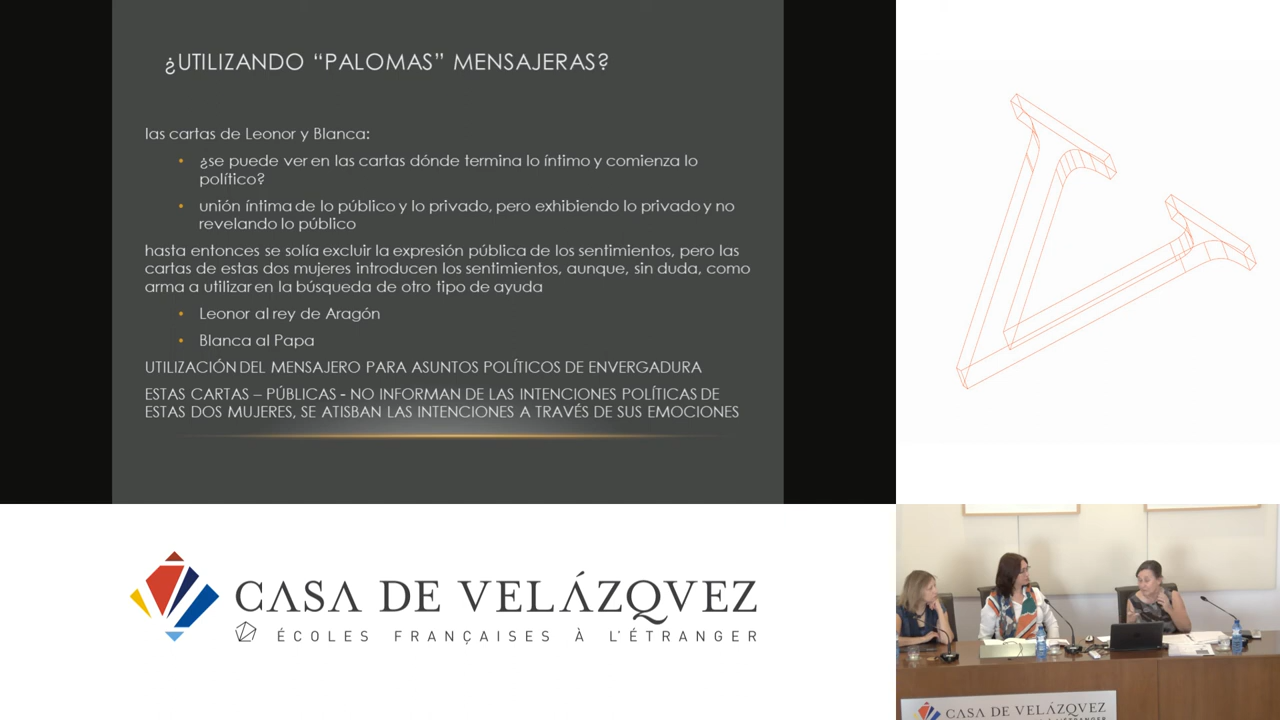 ¿UTILIZANDO “PALOMAS” MENSAJERAS?
las cartas de Leonor y Blanca:
• ¿se puede ver en las cartas dónde termina lo íntimo y comienza lo
político?
• unión íntima de lo público y lo privado, pero exhibiendo lo privado y no
revelando lo público
hasta entonces se solía excluir la expresión pública de los sentimientos, pero las
cartas de estas dos mujeres introducen los sentimientos, aunque, sin duda, como
arma a utilizar en la búsqueda de otro tipo de ayuda
• Leonor al rey de Aragón
• Blanca al Papa
UTILIZACIÓN DEL MENSAJERO PARA ASUNTOS POLÍTICOS DE ENVERGADURA
ESTAS CARTAS – PÚBLICAS - NO INFORMAN DE LAS INTENCIONES POLÍTICAS DE
ESTAS DOS MUJERES, SE ATISBAN LAS INTENCIONES A TRAVÉS DE SUS EMOCIONES
CASA DE VELÁZQVEZ
ÉCOLES FRANÇAISES À L'ÉTRANGER
CASA DE VELÁZQVEZ